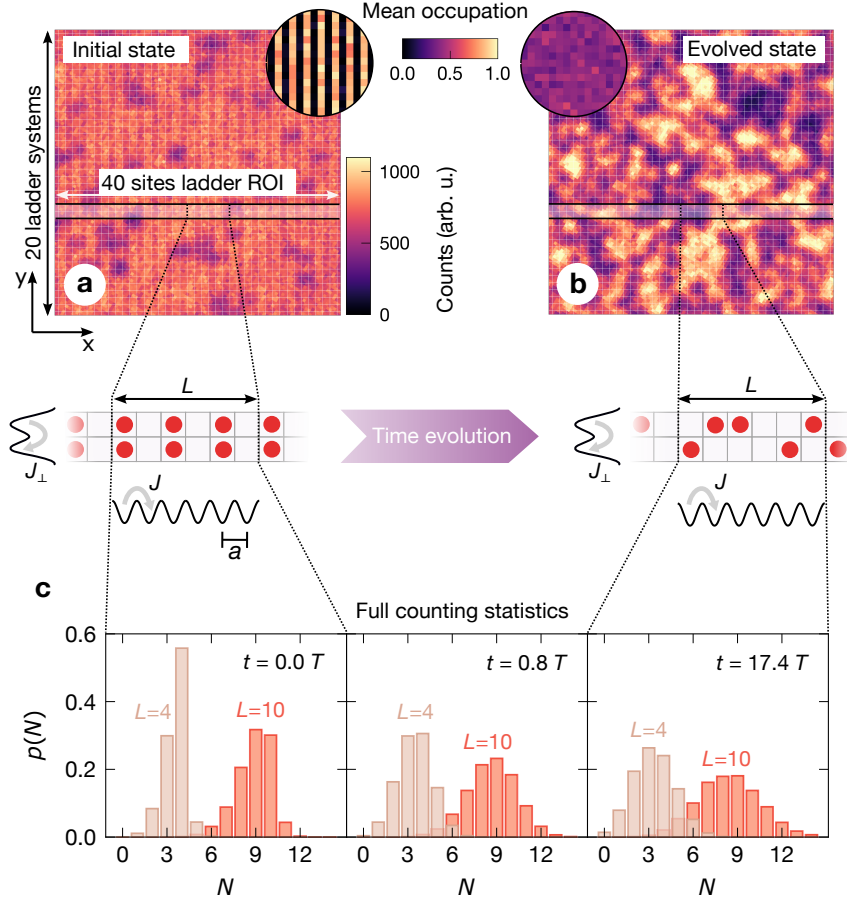 Mean occupation
Initial state
Evolved state
0.0 0.5 1.0
20 ladder systems
40 sites ladder ROI
1000
500
0
Counts (arb. u.)
a
b
y
x
L
L
J⊥
Time evolution
J⊥
J
J
a
c
Full counting statistics
0.6
0.4
0.2
0.0
p(N)
t = 0.0 T
L=4
L=10
t = 0.8 T
L=4
L=10
t = 17.4 T
L=4
L=10
0 3 6 9 12
0 3 6 9 12
0 3 6 9 12
N
N
N